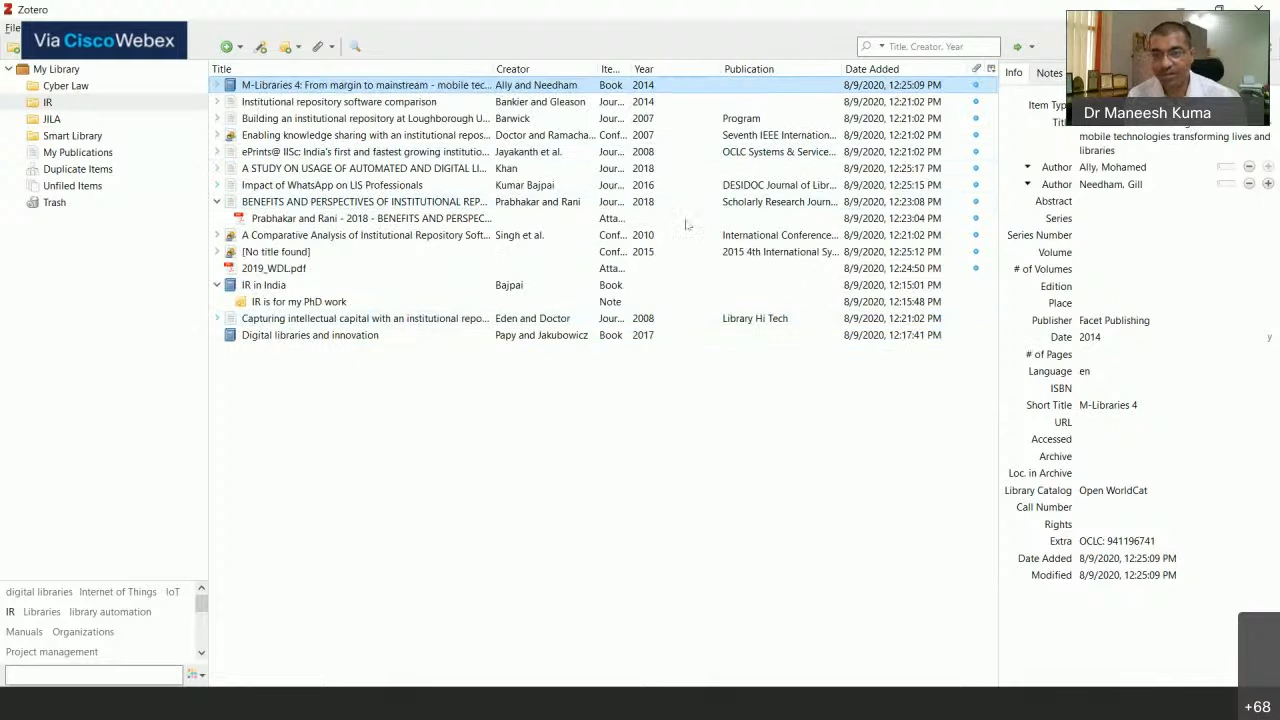 Zotero
File
Via CiscoWebex
Title, Creator, Year
My Library
Cyber Law
IR
JILA
Smart Library
My Publications
Duplicate Items
Unfiled Items
Trash
Title Creator Ite... Year Publication Date Added
M-Libraries 4: From margin to mainstream - mobile tec... Ally and Needham Book 2014 8/9/2020, 12:25:09 PM
Institutional repository software comparison Bankier and Gleason Jour... 2014 8/9/2020, 12:21:02 PM
Building an institutional repository at Loughborough U... Barwick Jour... 2007 Program 8/9/2020, 12:21:02 PM
Enabling knowledge sharing with an institutional repos... Doctor and Ramacha... Conf... 2007 Seventh IEEE Internation... 8/9/2020, 12:21:02 PM
ePrints@ IISc: India's first and fastest growing institutio... Jayakanth et al. Jour... 2008 OCLC Systems & Service... 8/9/2020, 12:21:02 PM
A STUDY ON USAGE OF AUTOMATED AND DIGITAL LI... Khan Jour... 2018 8/9/2020, 12:25:17 PM
Impact of WhatsApp on LIS Professionals Kumar Bajpai Jour... 2016 DESIDOC Journal of Libr... 8/9/2020, 12:25:15 PM
BENEFITS AND PERSPECTIVES OF INSTITUTIONAL REP... Prabhakar and Rani Jour... 2018 Scholarly Research Journ... 8/9/2020, 12:23:08 PM
Prabhakar and Rani - 2018 - BENEFITS AND PERSPEC... Atta... 8/9/2020, 12:23:04 PM
A Comparative Analysis of Institutional Repository Soft... Singh et al. Conf... 2010 International Conference... 8/9/2020, 12:21:02 PM
[No title found] Conf... 2015 2015 4th International Sy... 8/9/2020, 12:25:12 PM
2019_WDL.pdf Atta... 8/9/2020, 12:24:50 PM
IR in India Bajpai Book 8/9/2020, 12:15:01 PM
IR is for my PhD work Note 8/9/2020, 12:15:48 PM
Capturing intellectual capital with an institutional repo... Eden and Doctor Jour... 2008 Library Hi Tech 8/9/2020, 12:21:02 PM
Digital libraries and innovation Papy and Jakubowicz Book 2017 8/9/2020, 12:17:41 PM
digital libraries Internet of Things IoT
IR Libraries library automation
Manuals Organizations
Project management
Info Notes
Dr Maneesh Kuma
Item Typ
Titl
mobile technologies transforming lives and
libraries
Author Ally, Mohamed
Author Needham, Gill
Abstract
Series
Series Number
Volume
# of Volumes
Edition
Place
Publisher Facet Publishing
Date 2014 y
# of Pages
Language en
ISBN
Short Title M-Libraries 4
URL
Accessed
Archive
Loc. in Archive
Library Catalog Open WorldCat
Call Number
Rights
Extra OCLC: 941196741
Date Added 8/9/2020, 12:25:09 PM
Modified 8/9/2020, 12:25:09 PM
+68